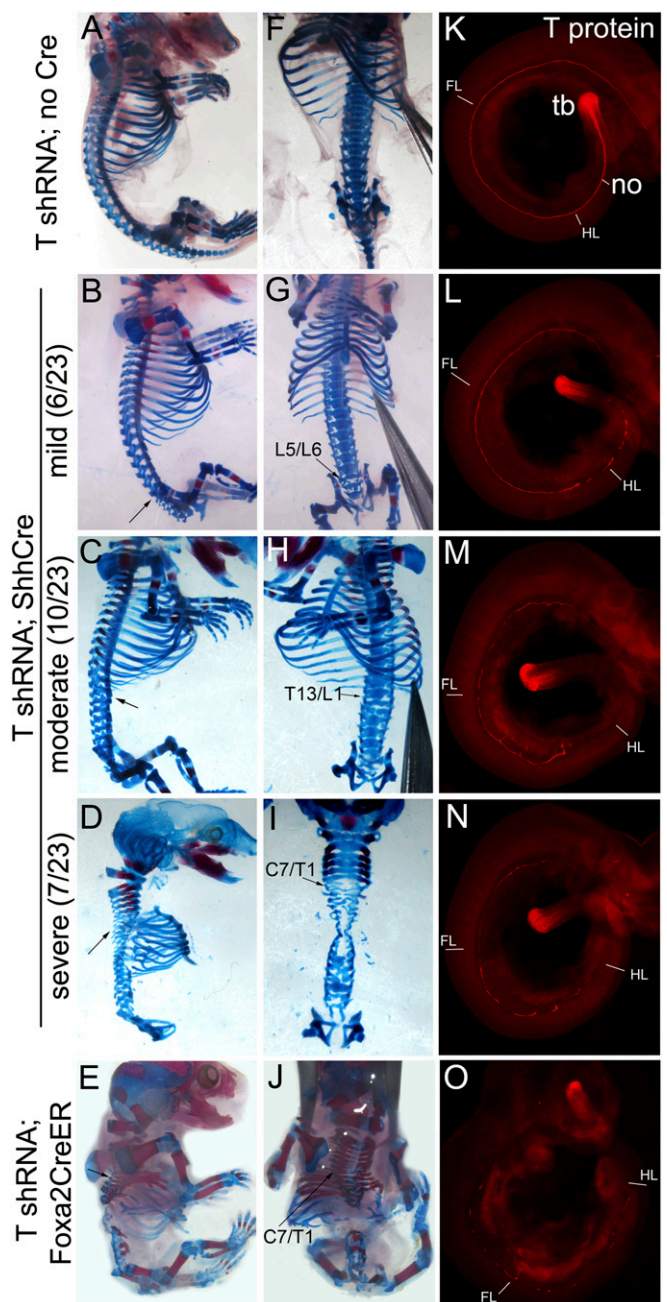 T shRNA; no Cre
A
F
K
T protein
FL
tb
no
HL
T shRNA; ShhCre
mild (6/23)
B
G
L5/L6
L
FL
HL
moderate (10/23)
C
H
T13/L1
M
FL
HL
severe (7/23)
D
I
C7/T1
N
FL
HL
T shRNA;
Foxa2CreER
E
J
C7/T1
O
HL
FL